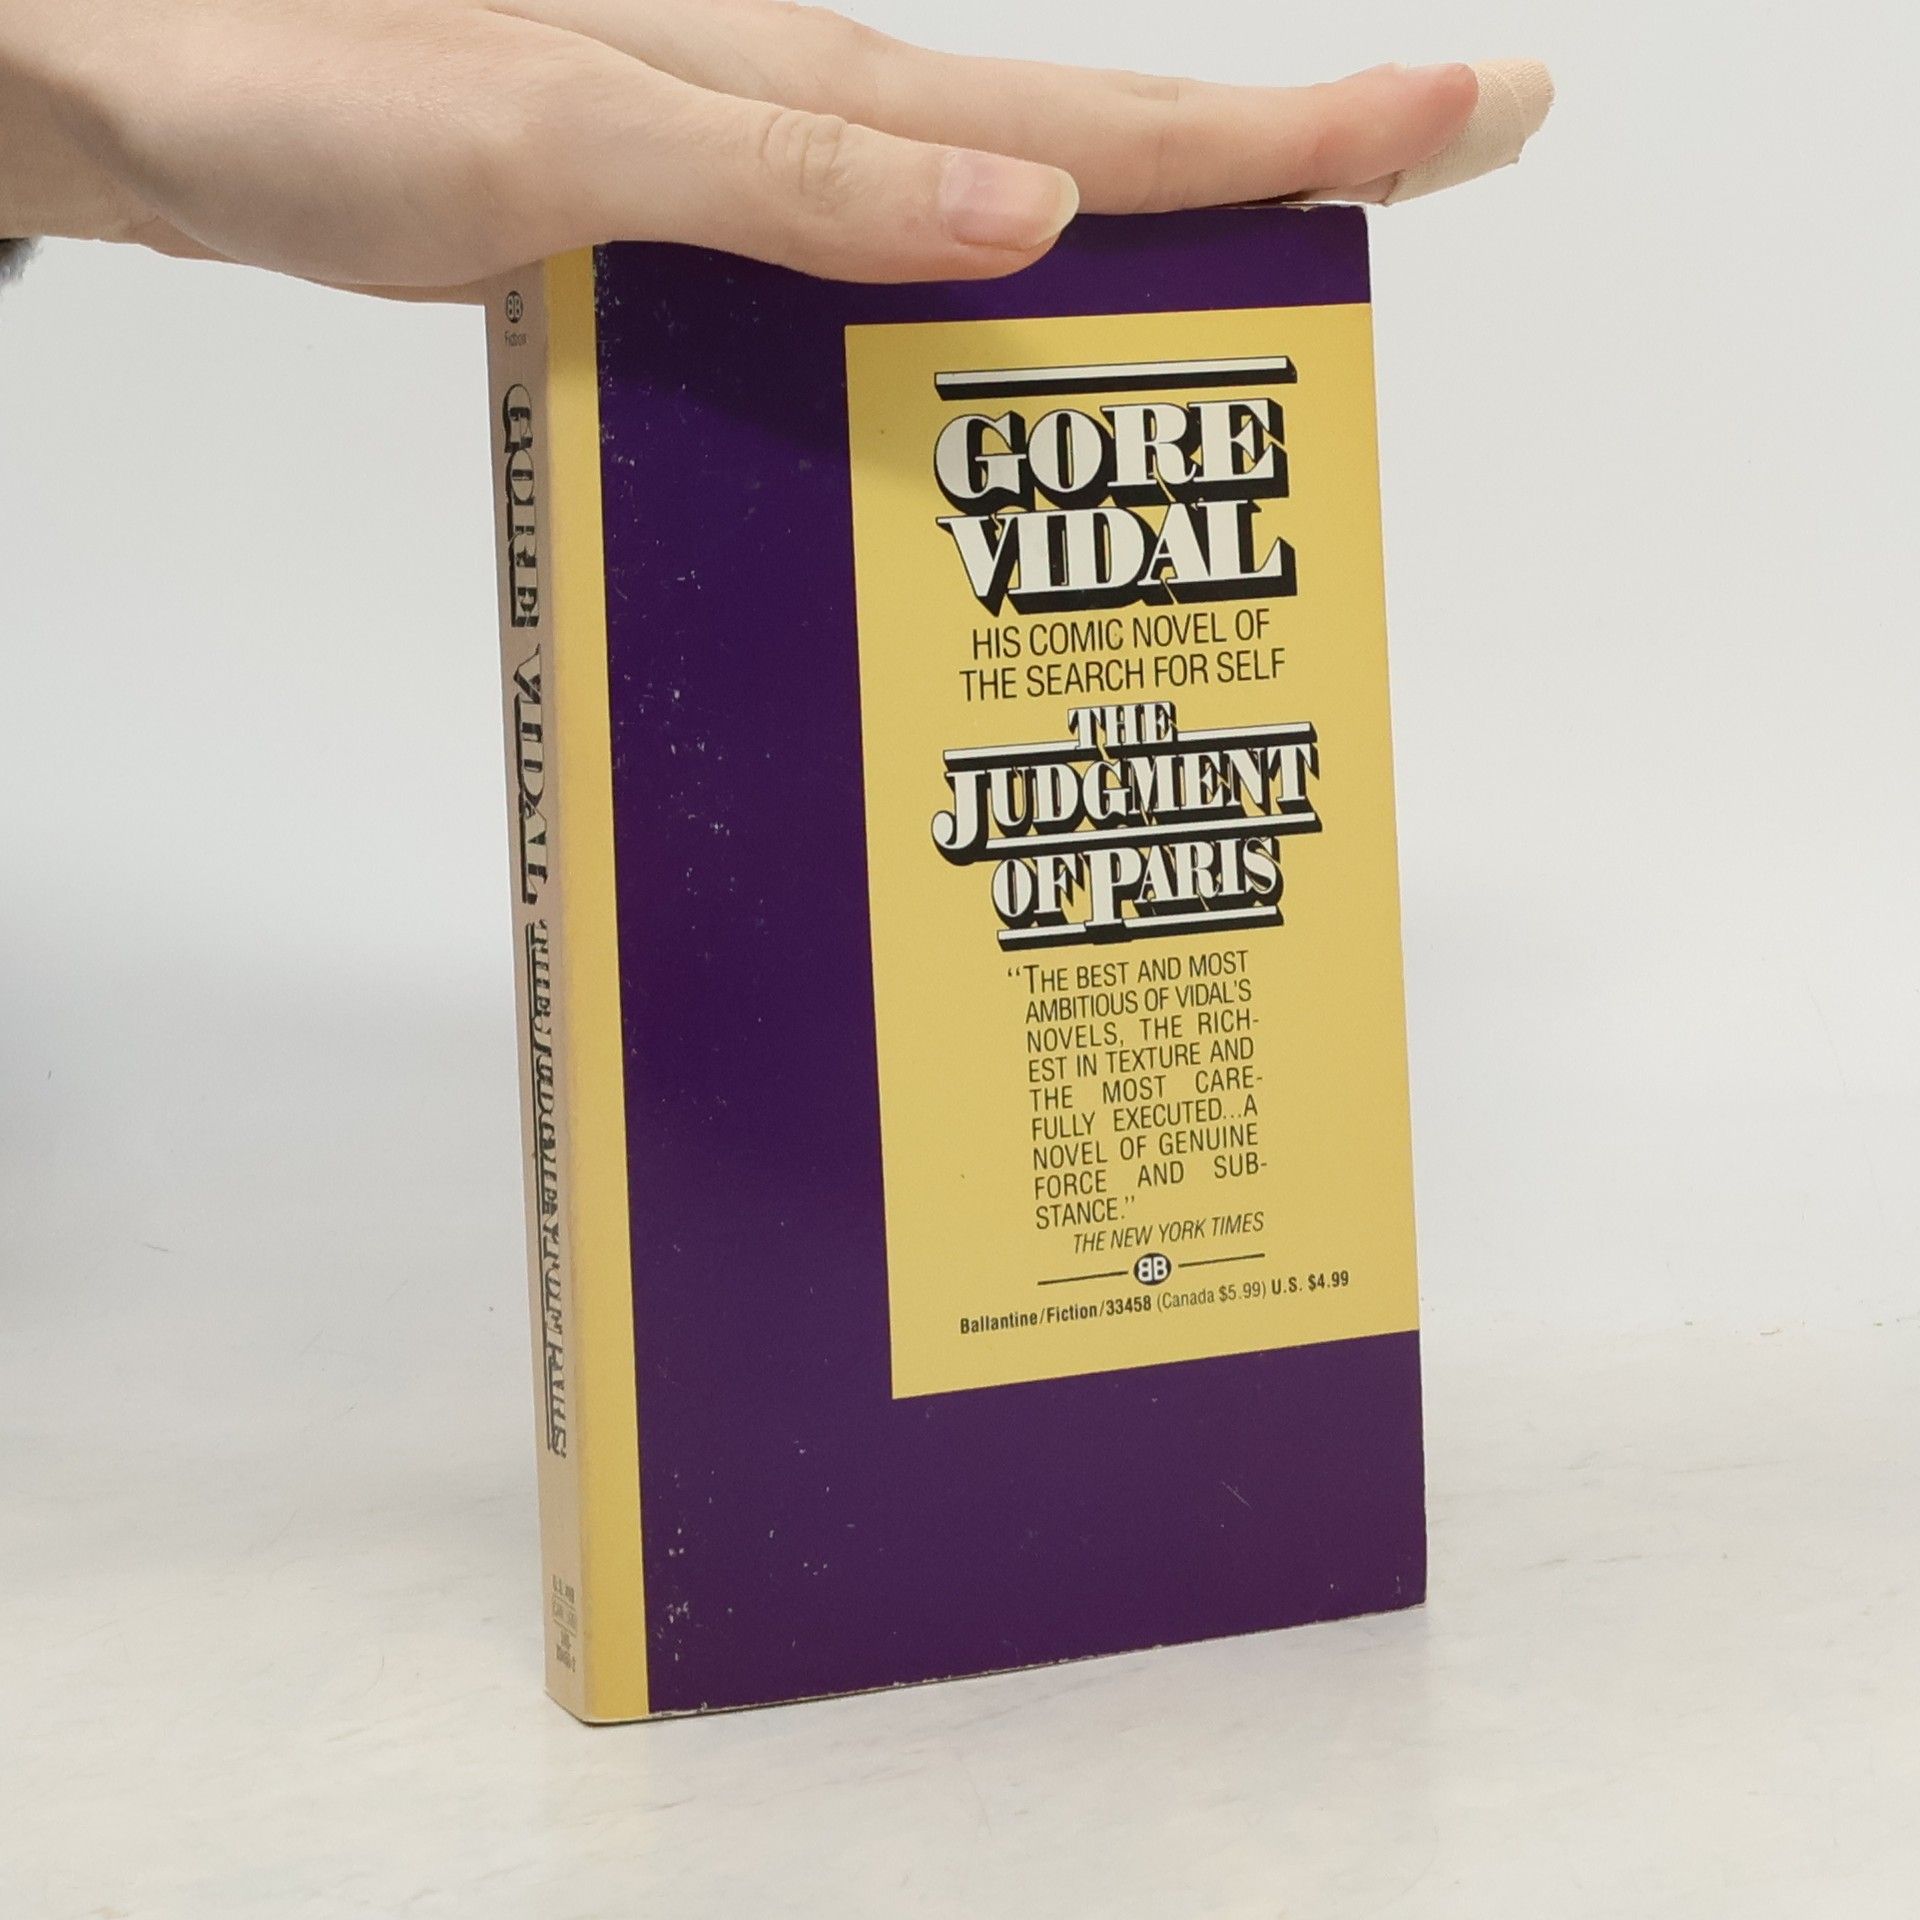 BB
Fiction
GORE VIDAL THE JUDGMENT OF PARIS
GORE
VIDAL
HIS COMIC NOVEL OF
THE SEARCH FOR SELF
THE
JUDGMENT
OF PARIS
“THE BEST AND MOST
AMBITIOUS OF VIDAL'S
NOVELS, THE RICH-
EST IN TEXTURE AND
THE MOST CARE-
FULLY EXECUTED...A
NOVEL OF GENUINE
FORCE AND SUB-
STANCE.”
THE NEW YORK TIMES
BB
Ballantine/Fiction/33458 (Canada $5.99) U.S. $4.99